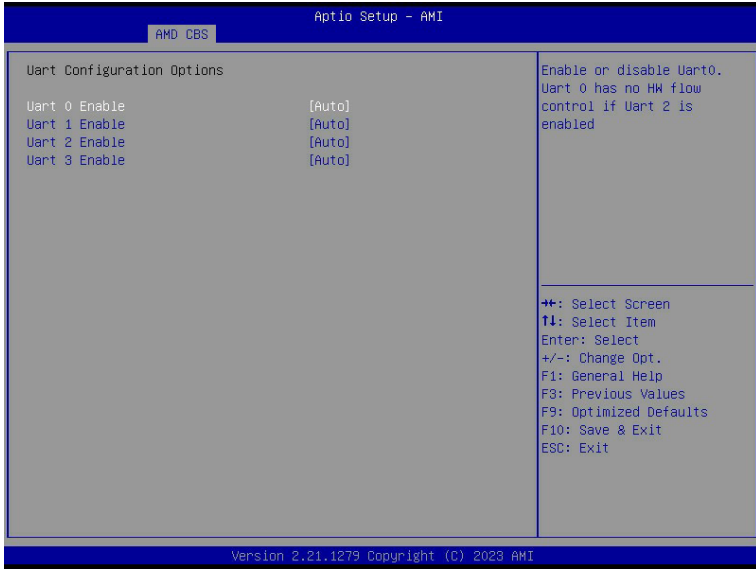 Aptio Setup – AMI
AMD CBS
Uart Configuration Options
Uart 0 Enable [Auto]
Uart 1 Enable [Auto]
Uart 2 Enable [Auto]
Uart 3 Enable [Auto]
Enable or disable Uart0.
Uart 0 has no HW flow
control if Uart 2 is
enabled
→←: Select Screen
↑↓: Select Item
Enter: Select
+/-: Change Opt.
F1: General Help
F3: Previous Values
F9: Optimized Defaults
F10: Save & Exit
ESC: Exit
Version 2.21.1279 Copyright (C) 2023 AMI